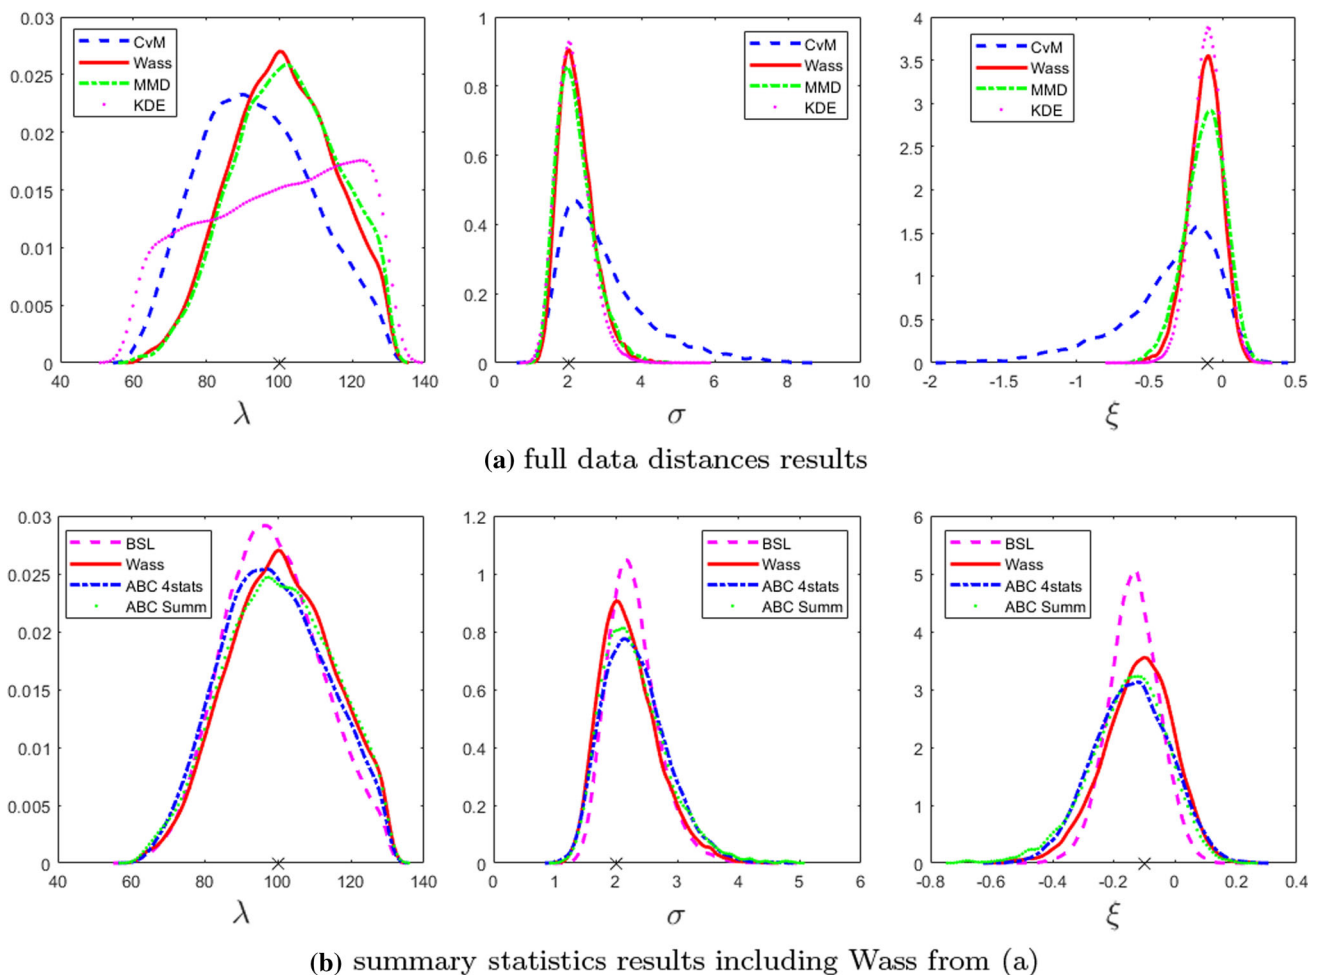 0.03
0.025
0.02
0.015
0.01
0.005
0
40 60 80 100 120 140
λ
CvM
Wass
MMD
KDE
1
0.8
0.6
0.4
0.2
0
0 2 4 6 8 10
σ
CvM
Wass
MMD
KDE
4
3.5
3
2.5
2
1.5
1
0.5
0
-2 -1.5 -1 -0.5 0 0.5
ξ
CvM
Wass
MMD
KDE
(a) full data distances results
0.03
0.025
0.02
0.015
0.01
0.005
0
40 60 80 100 120 140
λ
BSL
Wass
ABC 4stats
ABC Summ
1.2
1
0.8
0.6
0.4
0.2
0
0 1 2 3 4 5 6
σ
BSL
Wass
ABC 4stats
ABC Summ
6
5
4
3
2
1
0
-0.8 -0.6 -0.4 -0.2 0 0.2 0.4
ξ
BSL
Wass
ABC 4stats
ABC Summ
(b) summary statistics results including Wass from (a)